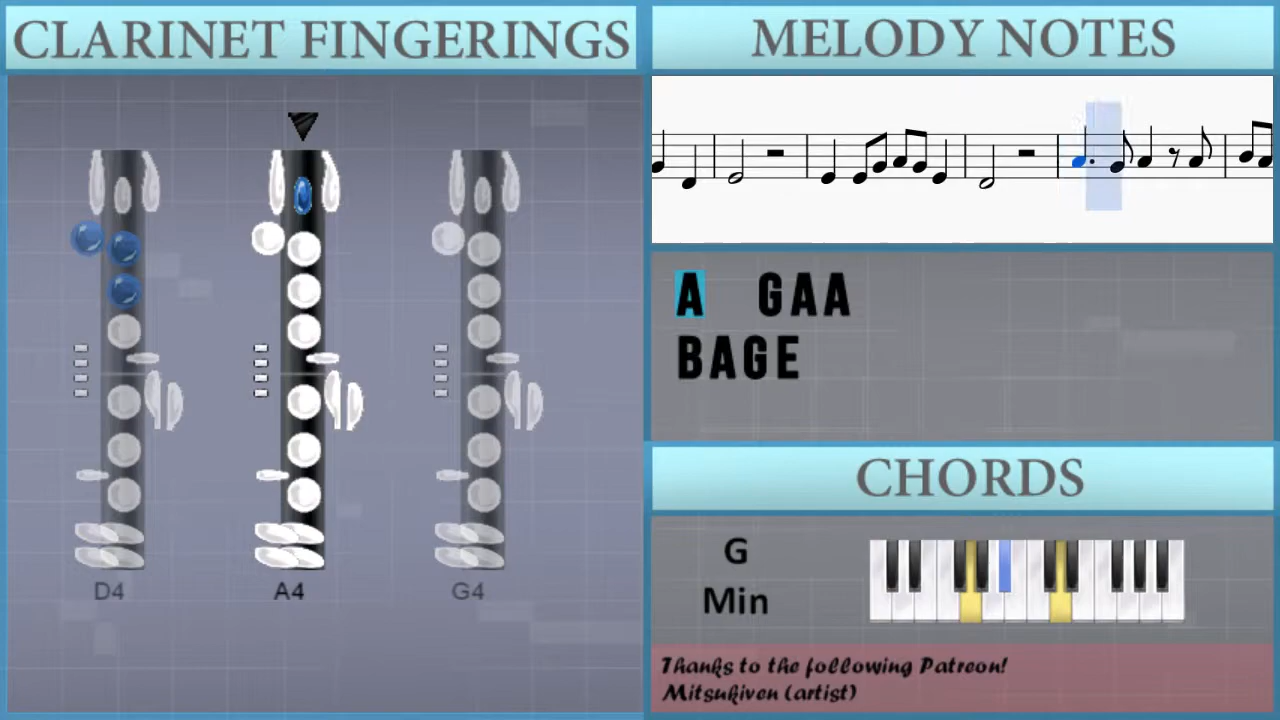 CLARINET FINGERINGS
D4
A4
G4
MELODY NOTES
A GAA
BAGE
CHORDS
G
Min
Thanks to the following Patreon!
Mitsukiven (artist)